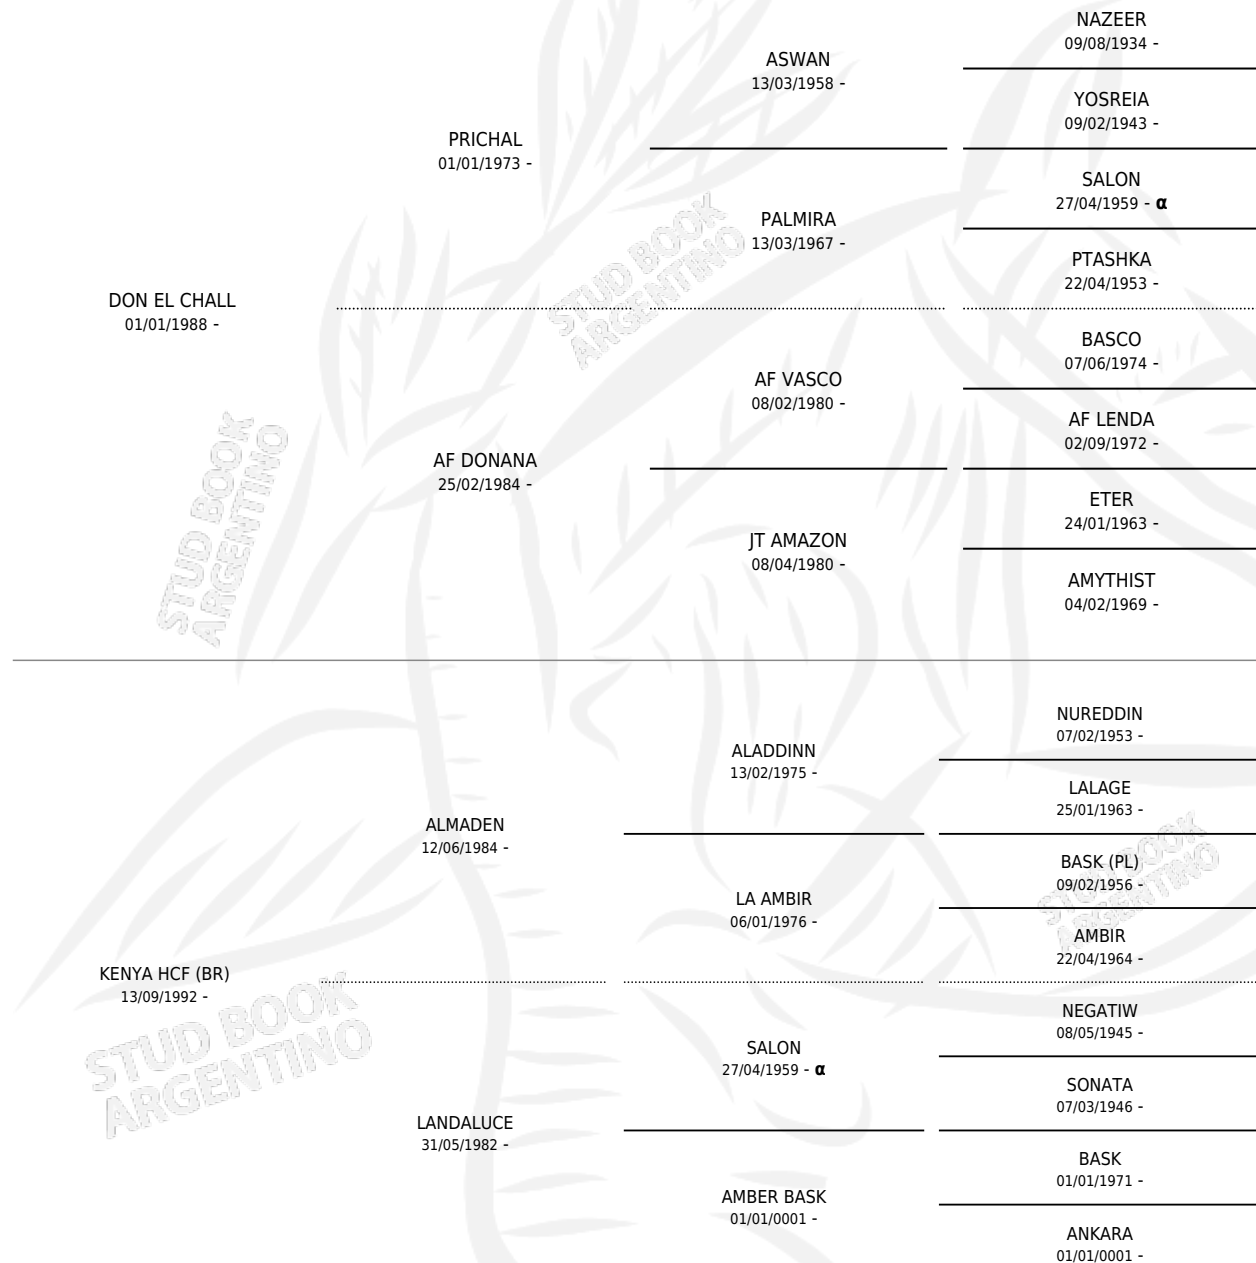 NAZEER
09/08/1934 -
ASWAN
13/03/1958 -
YOSREIA
09/02/1943 -
PRICHAL
01/01/1973 -
SALON
27/04/1959 - α
PALMIRA
13/03/1967 -
PTASHKA
22/04/1953 -
DON EL CHALL
01/01/1988 -
BASCO
07/06/1974 -
AF VASCO
08/02/1980 -
AF LENDA
02/09/1972 -
AF DONANA
25/02/1984 -
ETER
24/01/1963 -
JT AMAZON
08/04/1980 -
AMYTHIST
04/02/1969 -
STUD BOOK
ARGENTINO
STUD BOOK
ARGENTINO
NUREDDIN
07/02/1953 -
ALADDINN
13/02/1975 -
LALAGE
25/01/1963 -
ALMADEN
12/06/1984 -
BASK (PL)
09/02/1956 -
LA AMBIR
06/01/1976 -
AMBIR
22/04/1964 -
KENYA HCF (BR)
13/09/1992 -
NEGATIW
08/05/1945 -
SALON
27/04/1959 - α
SONATA
07/03/1946 -
LANDALUCE
31/05/1982 -
BASK
01/01/1971 -
AMBER BASK
01/01/0001 -
ANKARA
01/01/0001 -
STUD BOOK
ARGENTINO
STUD BOOK
ARGENTINO